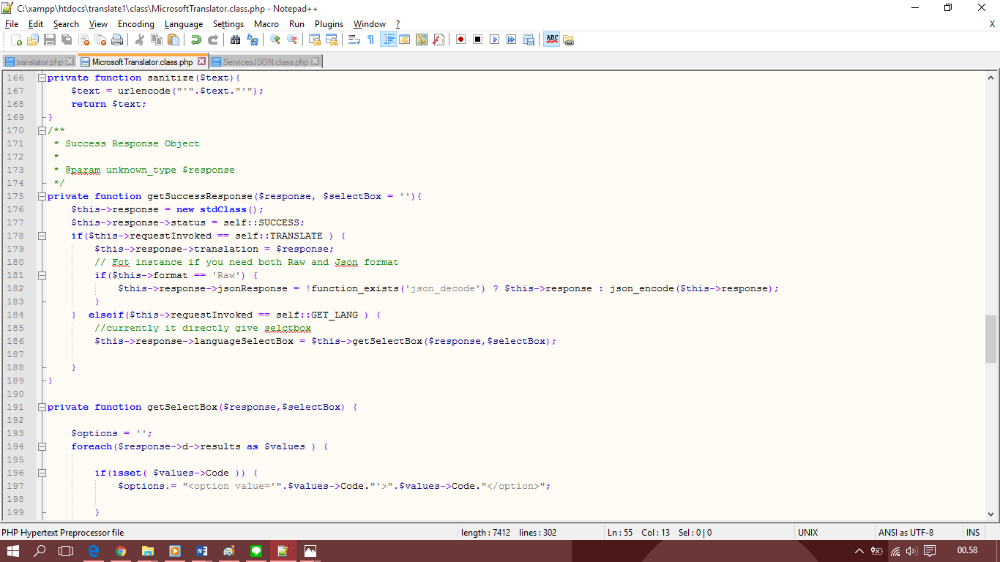 C:\xampp\htdocs\translate1\class\MicrosoftTranslator.class.php - Notepad++
File Edit Search View Encoding Language Settings Macro Run Plugins Window ? X
translator.php MicrosoftTranslator.class.php ServicesJSON.class.php
166 private function sanitize($text){
167 $text = urlencode("'".$text."'");
168 return $text;
169 }
170 /**
171 * Success Response Object
172 *
173 * @param unknown_type $response
174 */
175 private function getSuccessResponse($response, $selectBox = ''){
176 $this->response = new stdClass();
177 $this->response->status = self::SUCCESS;
178 if($this->requestInvoked == self::TRANSLATE ) {
179 $this->response->translation = $response;
180 // Fot instance if you need both Raw and Json format
181 if($this->format == 'Raw') {
182 $this->response->jsonResponse = !function_exists('json_decode') ? $this->response : json_encode($this->response);
183 }
184 } elseif($this->requestInvoked == self::GET_LANG ) {
185 //currently it directly give selctbox
186 $this->response->languageSelectBox = $this->getSelectBox($response,$selectBox);
187
188 }
189 }
190
191 private function getSelectBox($response,$selectBox) {
192
193 $options = '';
194 foreach($response->d->results as $values ) {
195
196 if(isset( $values->Code )) {
197 $options.= "<option value='".$values->Code."'>".$values->Code."</option>";
198
199 }
PHP Hypertext Preprocessor file length : 7412 lines : 302 Ln : 55 Col : 13 Sel : 0 | 0 UNIX ANSI as UTF-8 INS
00.58